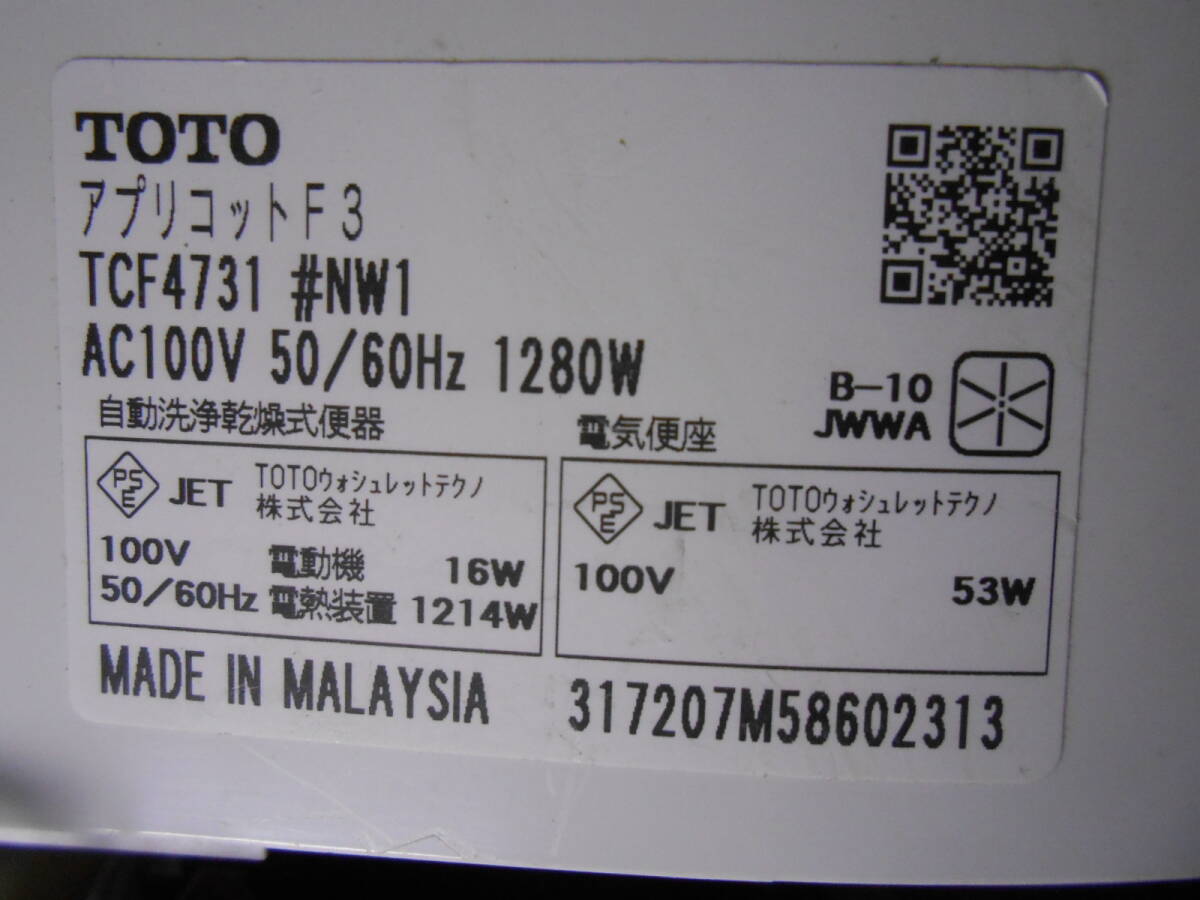 TOTO
アプリコットF3
TCF4731 #NW1
AC100V 50/60Hz 1280W
B-10
JWWA
自動洗浄乾燥式便器
PSE JET TOTOウォシュレットテクノ
株式会社
100V 電動機 16W
50/60Hz 電熱装置 1214W
電気便座
PSE JET TOTOウォシュレットテクノ
株式会社
100V 53W
MADE IN MALAYSIA 317207M58602313